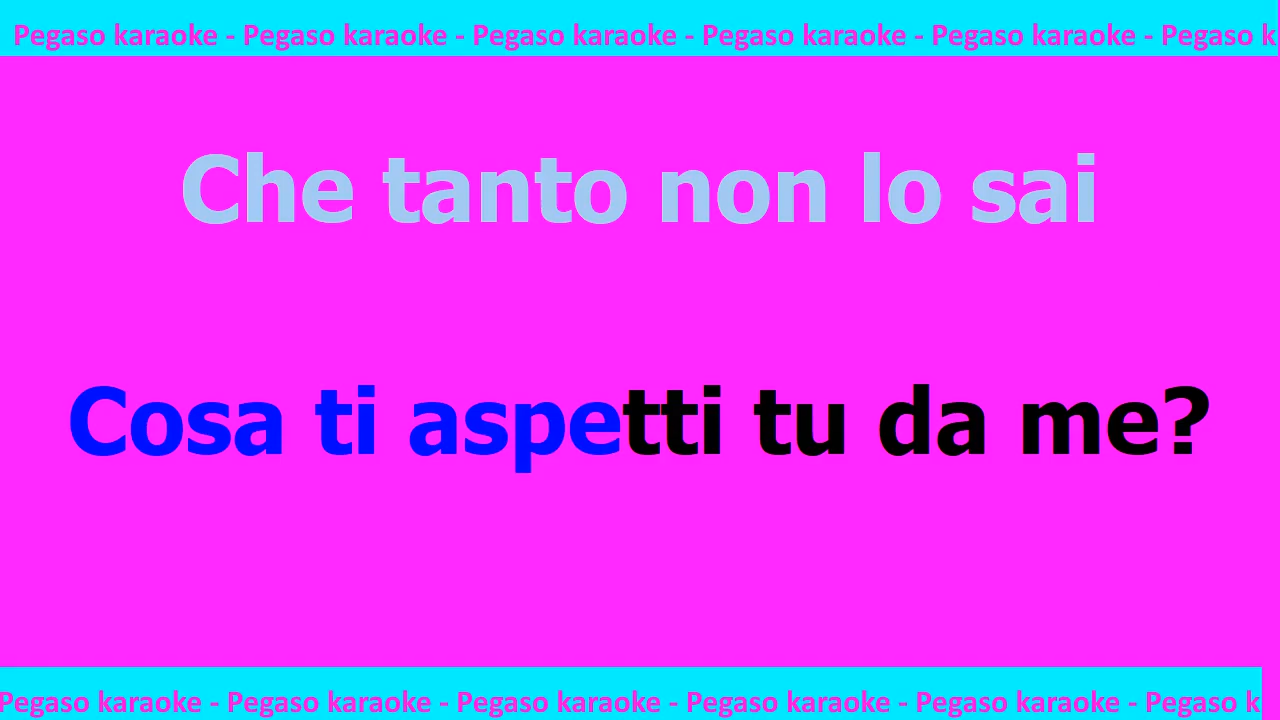 Pegaso karaoke - Pegaso karaoke - Pegaso karaoke - Pegaso karaoke - Pegaso karaoke - Pegaso k
Che tanto non lo sai
Cosa ti aspetti tu da me?
Pegaso karaoke - Pegaso karaoke - Pegaso karaoke - Pegaso karaoke - Pegaso karaoke - Pegaso k